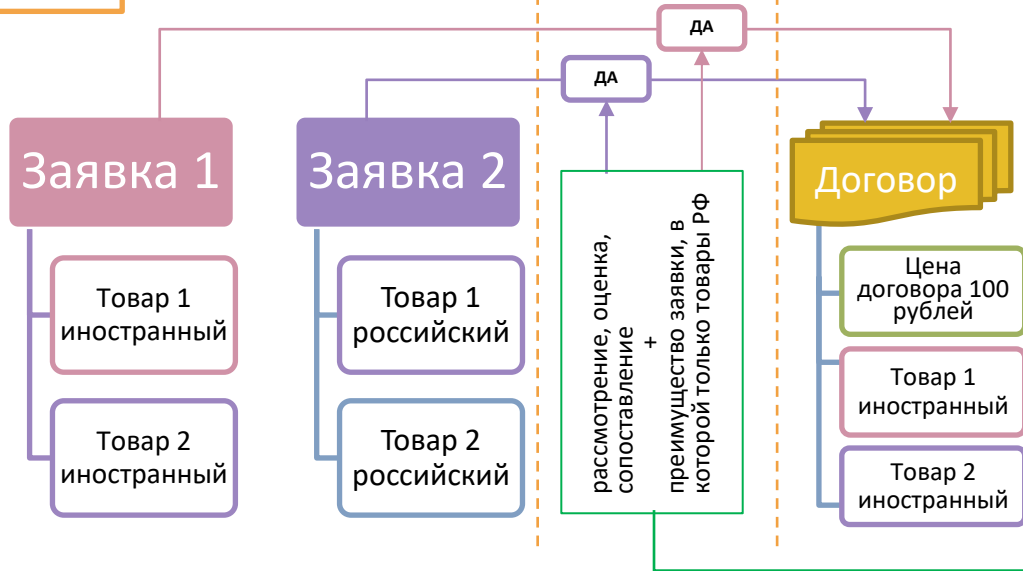 ДА
ДА
Заявка 1
Заявка 2
Договор
Товар 1
иностранный
Товар 2
иностранный
Товар 1
российский
Товар 2
российский
рассмотрение, оценка,
сопоставление
+
преимущество заявки, в
которой только товары РФ
Цена
договора 100
рублей
Товар 1
иностранный
Товар 2
иностранный